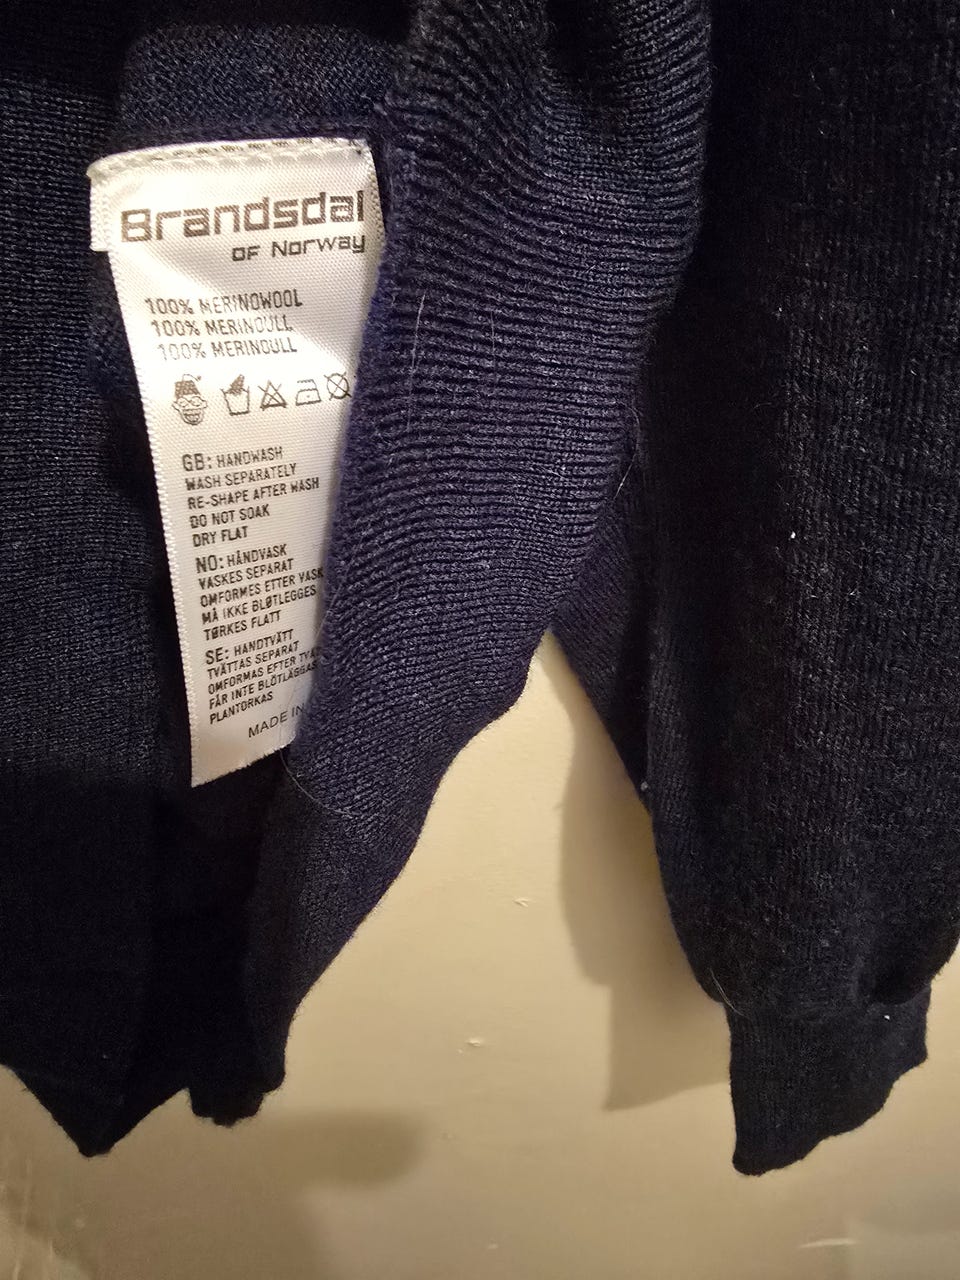 Brandsdal
OF Norway
100% MERINOWOOL
100% MERINOULL
100% MERINOULL
GB: HANDWASH
WASH SEPARATELY
RE-SHAPE AFTER WASH
DO NOT SOAK
DRY FLAT
NO: HÅNDVASK
VASKES SEPARAT
OMFORMES ETTER VASK
MÅ IKKE BLØTLEGGES
TØRKES FLATT
SE: HANDTVÄTT
TVÄTTAS SEPARAT
OMFORMAS EFTER
FÅR INTE BLÖTLÄGGAS
PLANTORKAS
MADE IN